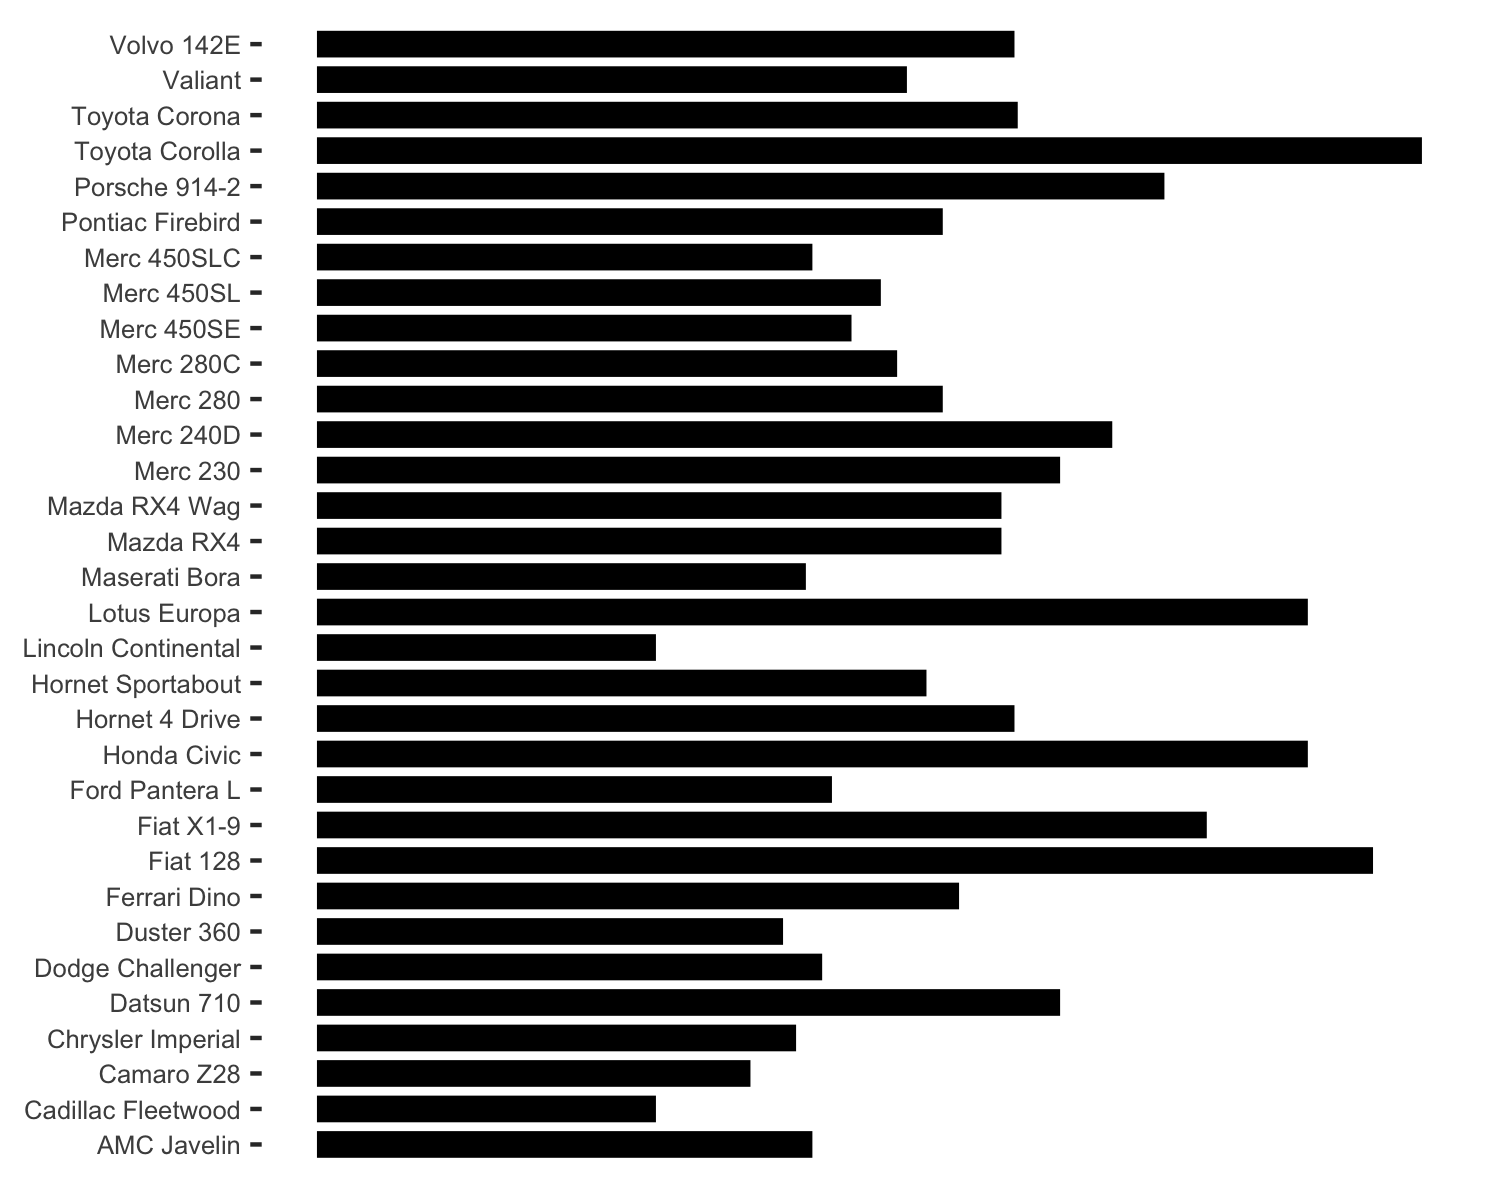 Volvo 142E
Valiant
Toyota Corona
Toyota Corolla
Porsche 914-2
Pontiac Firebird
Merc 450SLC
Merc 450SL
Merc 450SE
Merc 280C
Merc 280
Merc 240D
Merc 230
Mazda RX4 Wag
Mazda RX4
Maserati Bora
Lotus Europa
Lincoln Continental
Hornet Sportabout
Hornet 4 Drive
Honda Civic
Ford Pantera L
Fiat X1-9
Fiat 128
Ferrari Dino
Duster 360
Dodge Challenger
Datsun 710
Chrysler Imperial
Camaro Z28
Cadillac Fleetwood
AMC Javelin